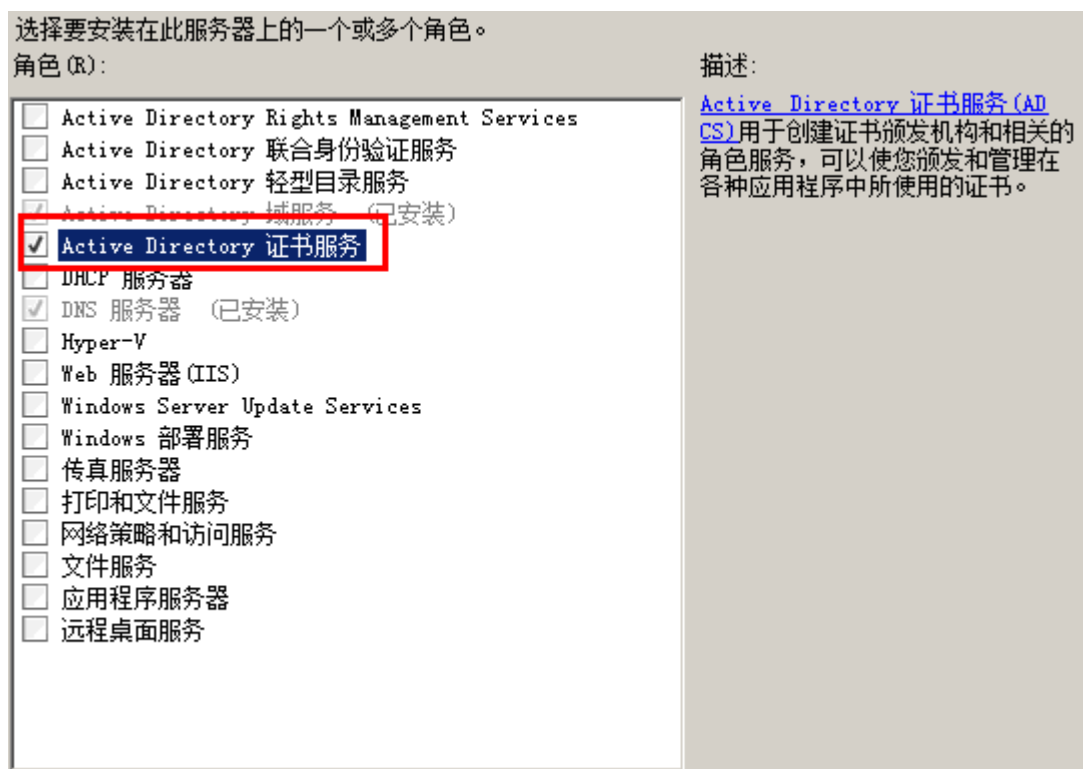 选择要安装在此服务器上的一个或多个角色。
角色(R):
Active Directory Rights Management Services
Active Directory 联合身份验证服务
Active Directory 轻型目录服务
Active Directory 域服务 (已安装)
Active Directory 证书服务
DHCP 服务器
DNS 服务器 (已安装)
Hyper-V
Web 服务器(IIS)
Windows Server Update Services
Windows 部署服务
传真服务器
打印和文件服务
网络策略和访问服务
文件服务
应用程序服务器
远程桌面服务
描述:
Active Directory 证书服务(AD
CS)用于创建证书颁发机构和相关的
角色服务，可以使您颁发和管理在
各种应用程序中所使用的证书。